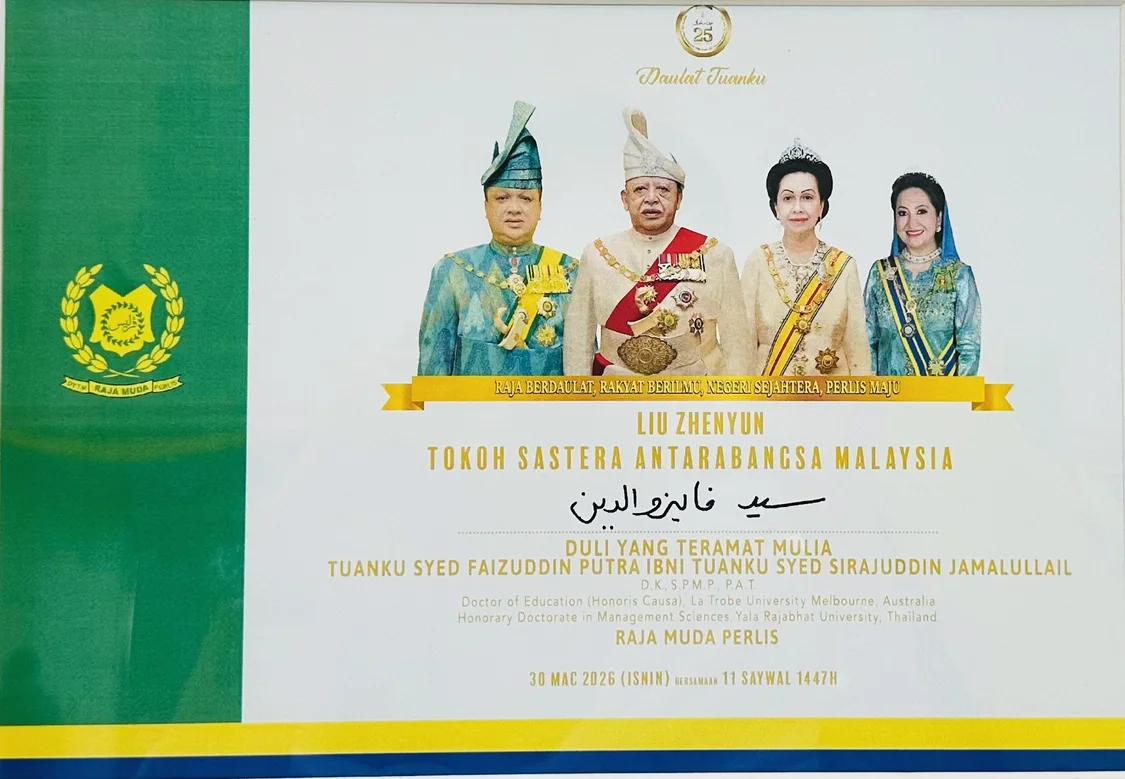 25
Daulat Tuanku
RAJA BERDAULAT, RAKYAT BERILMU, NEGERI SEJAHTERA, PERLIS MAJU
DYTM RAJA MUDA PERLIS
LIU ZHENYUN
TOKOH SASTERA ANTARABANGSA MALAYSIA
سيد فايزوالدين
DULI YANG TERAMAT MULIA
TUANKU SYED FAIZUDDIN PUTRA IBNI TUANKU SYED SIRAJUDDIN JAMALULLAIL
D.K., S.P.M.P., P.A.T.
Doctor of Education (Honoris Causa), La Trobe University Melbourne, Australia
Honorary Doctorate in Management Sciences, Yala Rajabhat University, Thailand.
RAJA MUDA PERLIS
30 MAC 2026 (ISNIN) BERSAMAAN 11 SAYWAL 1447H